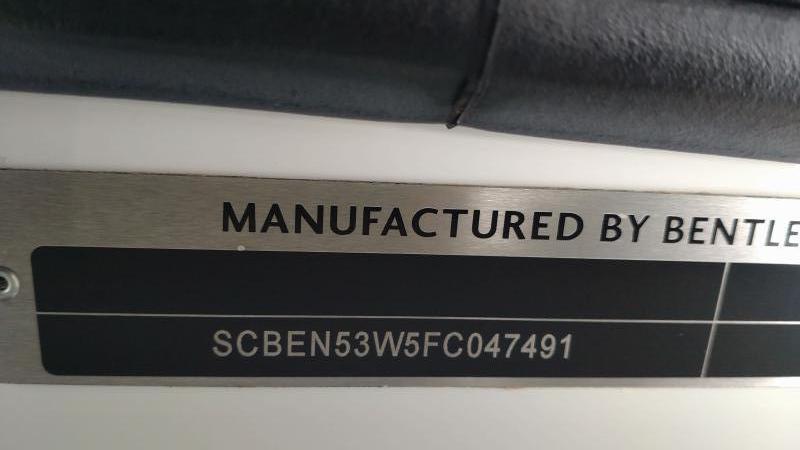 MANUFACTURED BY BENTLE
SCBEN53W5FC047491